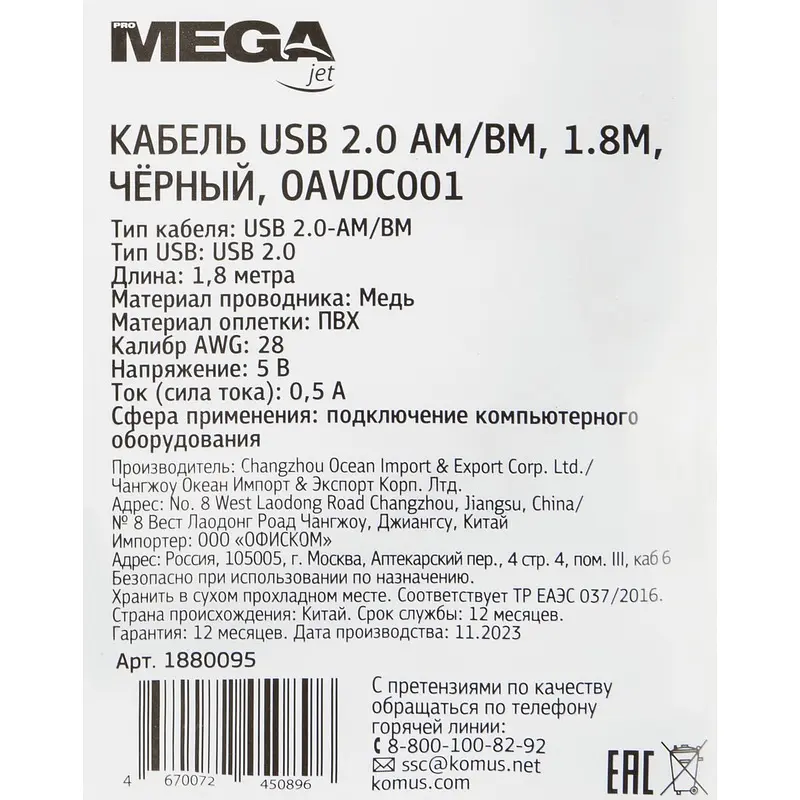 PRO
MEGA
jet
КАБЕЛЬ USB 2.0 AM/BM, 1.8М,
ЧЁРНЫЙ, 0AVDC001
Тип кабеля: USB 2.0-AM/BM
Тип USB: USB 2.0
Длина: 1,8 метра
Материал проводника: Медь
Материал оплетки: ПВХ
Калибр AWG: 28
Напряжение: 5 В
Ток (сила тока): 0,5 А
Сфера применения: подключение компьютерного
оборудования
Производитель: Changzhou Ocean Import & Export Corp. Ltd./
Чангжоу Океан Импорт & Экспорт Корп. Лтд.
Адрес: No. 8 West Laodong Road Changzhou, Jiangsu, China/
№ 8 Вест Лаодонг Роад Чангжоу, Джиангсу, Китай
Импортер: ООО «ОФИСКОМ»
Адрес: Россия, 105005, г. Москва, Аптекарский пер., 4 стр. 4, пом. III, каб 6
Безопасно при использовании по назначению.
Хранить в сухом прохладном месте. Соответствует ТР ЕАЭС 037/2016.
Страна происхождения: Китай. Срок службы: 12 месяцев.
Гарантия: 12 месяцев. Дата производства: 11.2023
Арт. 1880095
4 670072 450896
С претензиями по качеству
обращаться по телефону
горячей линии:
8-800-100-82-92
ssc@komus.net
komus.com
EAC